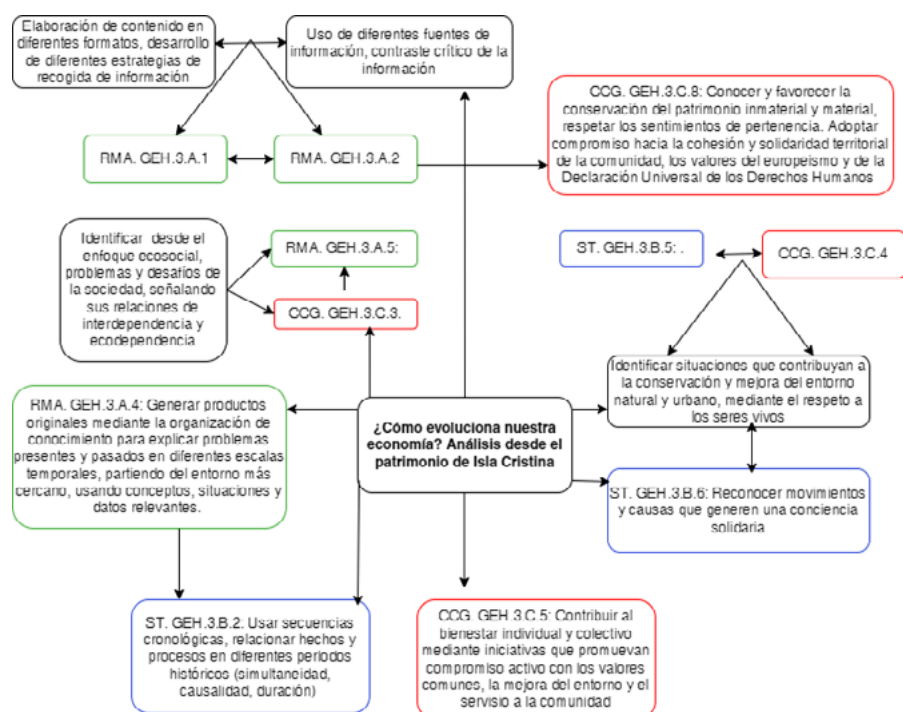 Elaboración de contenido en
diferentes formatos, desarrollo
de diferentes estrategias de
recogida de información
Uso de diferentes fuentes de
información, contraste crítico de la
información
CCG. GEH.3.C.8: Conocer y favorecer la
conservación del patrimonio inmaterial y material,
respetar los sentimientos de pertenencia. Adoptar
compromiso hacia la cohesión y solidaridad territorial
de la comunidad, los valores del europeísmo y de la
Declaración Universal de los Derechos Humanos
RMA. GEH.3.A.1
RMA. GEH.3.A.2
Identificar desde el
enfoque ecosocial,
problemas y desafíos de
la sociedad, señalando
sus relaciones de
interdependencia y
ecodependencia
RMA. GEH.3.A.5:
CCG. GEH.3.C.3.
ST. GEH.3.B.5: .
CCG. GEH.3.C.4
Identificar situaciones que contribuyan a
la conservación y mejora del entorno
natural y urbano, mediante el respeto a
los seres vivos
RMA. GEH.3.A.4: Generar productos
originales mediante la organización de
conocimiento para explicar problemas
presentes y pasados en diferentes escalas
temporales, partiendo del entorno más
cercano, usando conceptos, situaciones y
datos relevantes.
¿Cómo evoluciona nuestra
economía? Análisis desde el
patrimonio de Isla Cristina
ST. GEH.3.B.6: Reconocer movimientos
y causas que generen una conciencia
solidaria
ST. GEH.3.B.2: Usar secuencias
cronológicas, relacionar hechos y
procesos en diferentes periodos
históricos (simultaneidad,
causalidad, duración)
CCG. GEH.3.C.5: Contribuir al
bienestar individual y colectivo
mediante iniciativas que promuevan
compromiso activo con los valores
comunes, la mejora del entorno y el
servisio a la comunidad